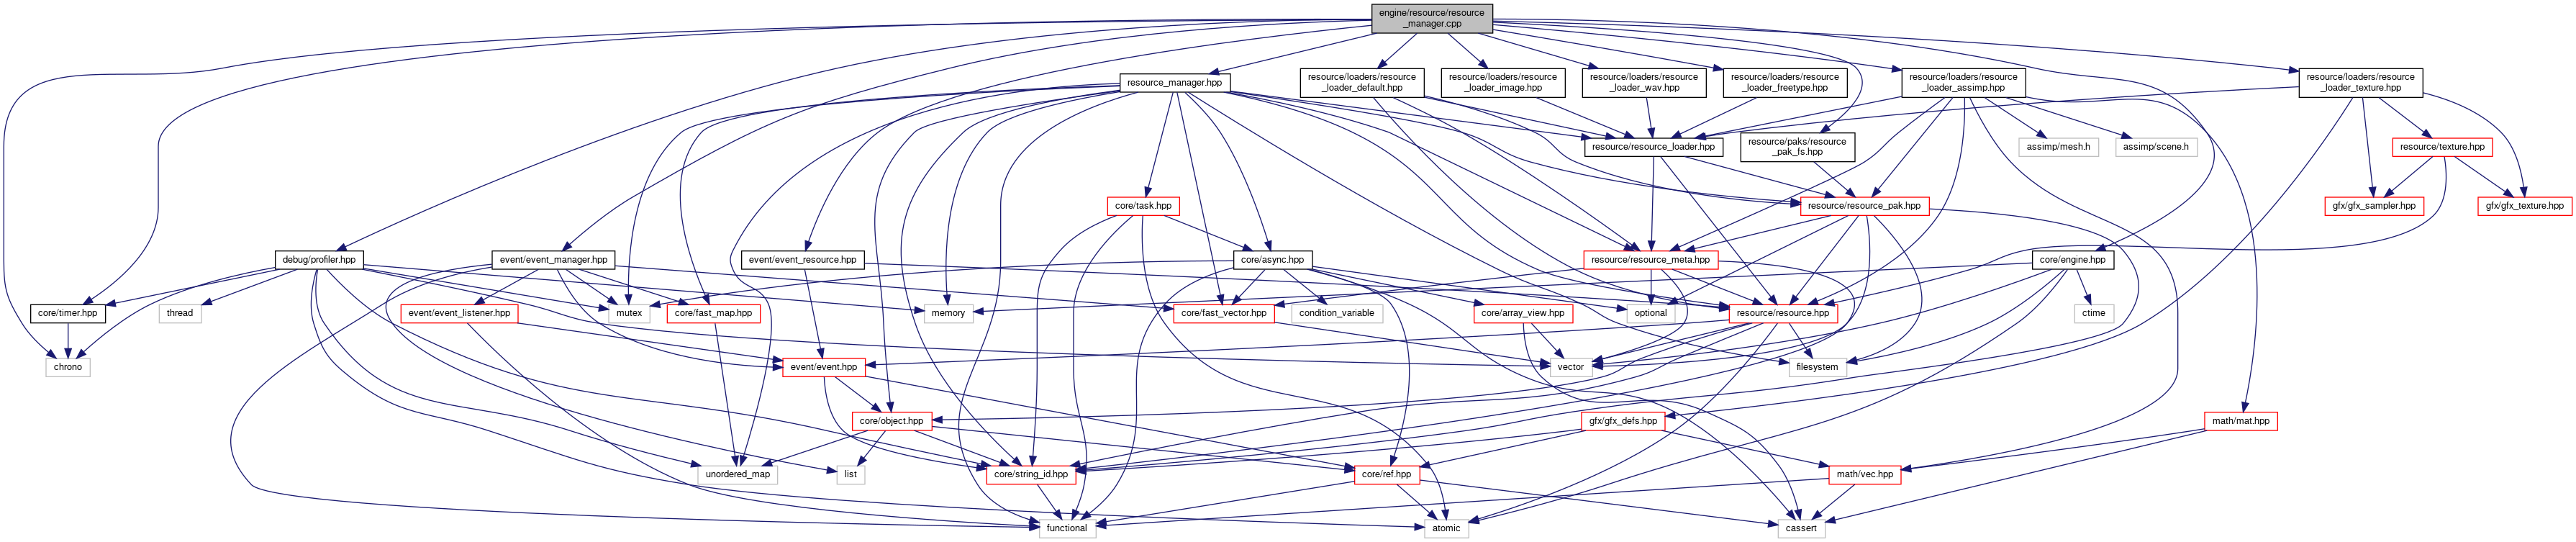 engine/resource/resource
_manager.cpp
resource_manager.hpp
resource/loaders/resource
_loader_default.hpp
resource/loaders/resource
_loader_image.hpp
resource/loaders/resource
_loader_wav.hpp
resource/loaders/resource
_loader_freetype.hpp
resource/loaders/resource
_loader_assimp.hpp
resource/loaders/resource
_loader_texture.hpp
resource/resource_loader.hpp
resource/paks/resource
_pak_fs.hpp
assimp/mesh.h
assimp/scene.h
resource/texture.hpp
core/task.hpp
resource/resource_pak.hpp
gfx/gfx_sampler.hpp
gfx/gfx_texture.hpp
debug/profiler.hpp
event/event_manager.hpp
event/event_resource.hpp
core/async.hpp
resource/resource_meta.hpp
core/engine.hpp
core/timer.hpp
thread
event/event_listener.hpp
mutex
core/fast_map.hpp
memory
core/fast_vector.hpp
condition_variable
core/array_view.hpp
optional
resource/resource.hpp
ctime
chrono
event/event.hpp
vector
filesystem
core/object.hpp
gfx/gfx_defs.hpp
math/mat.hpp
unordered_map
list
core/string_id.hpp
core/ref.hpp
math/vec.hpp
functional
atomic
cassert